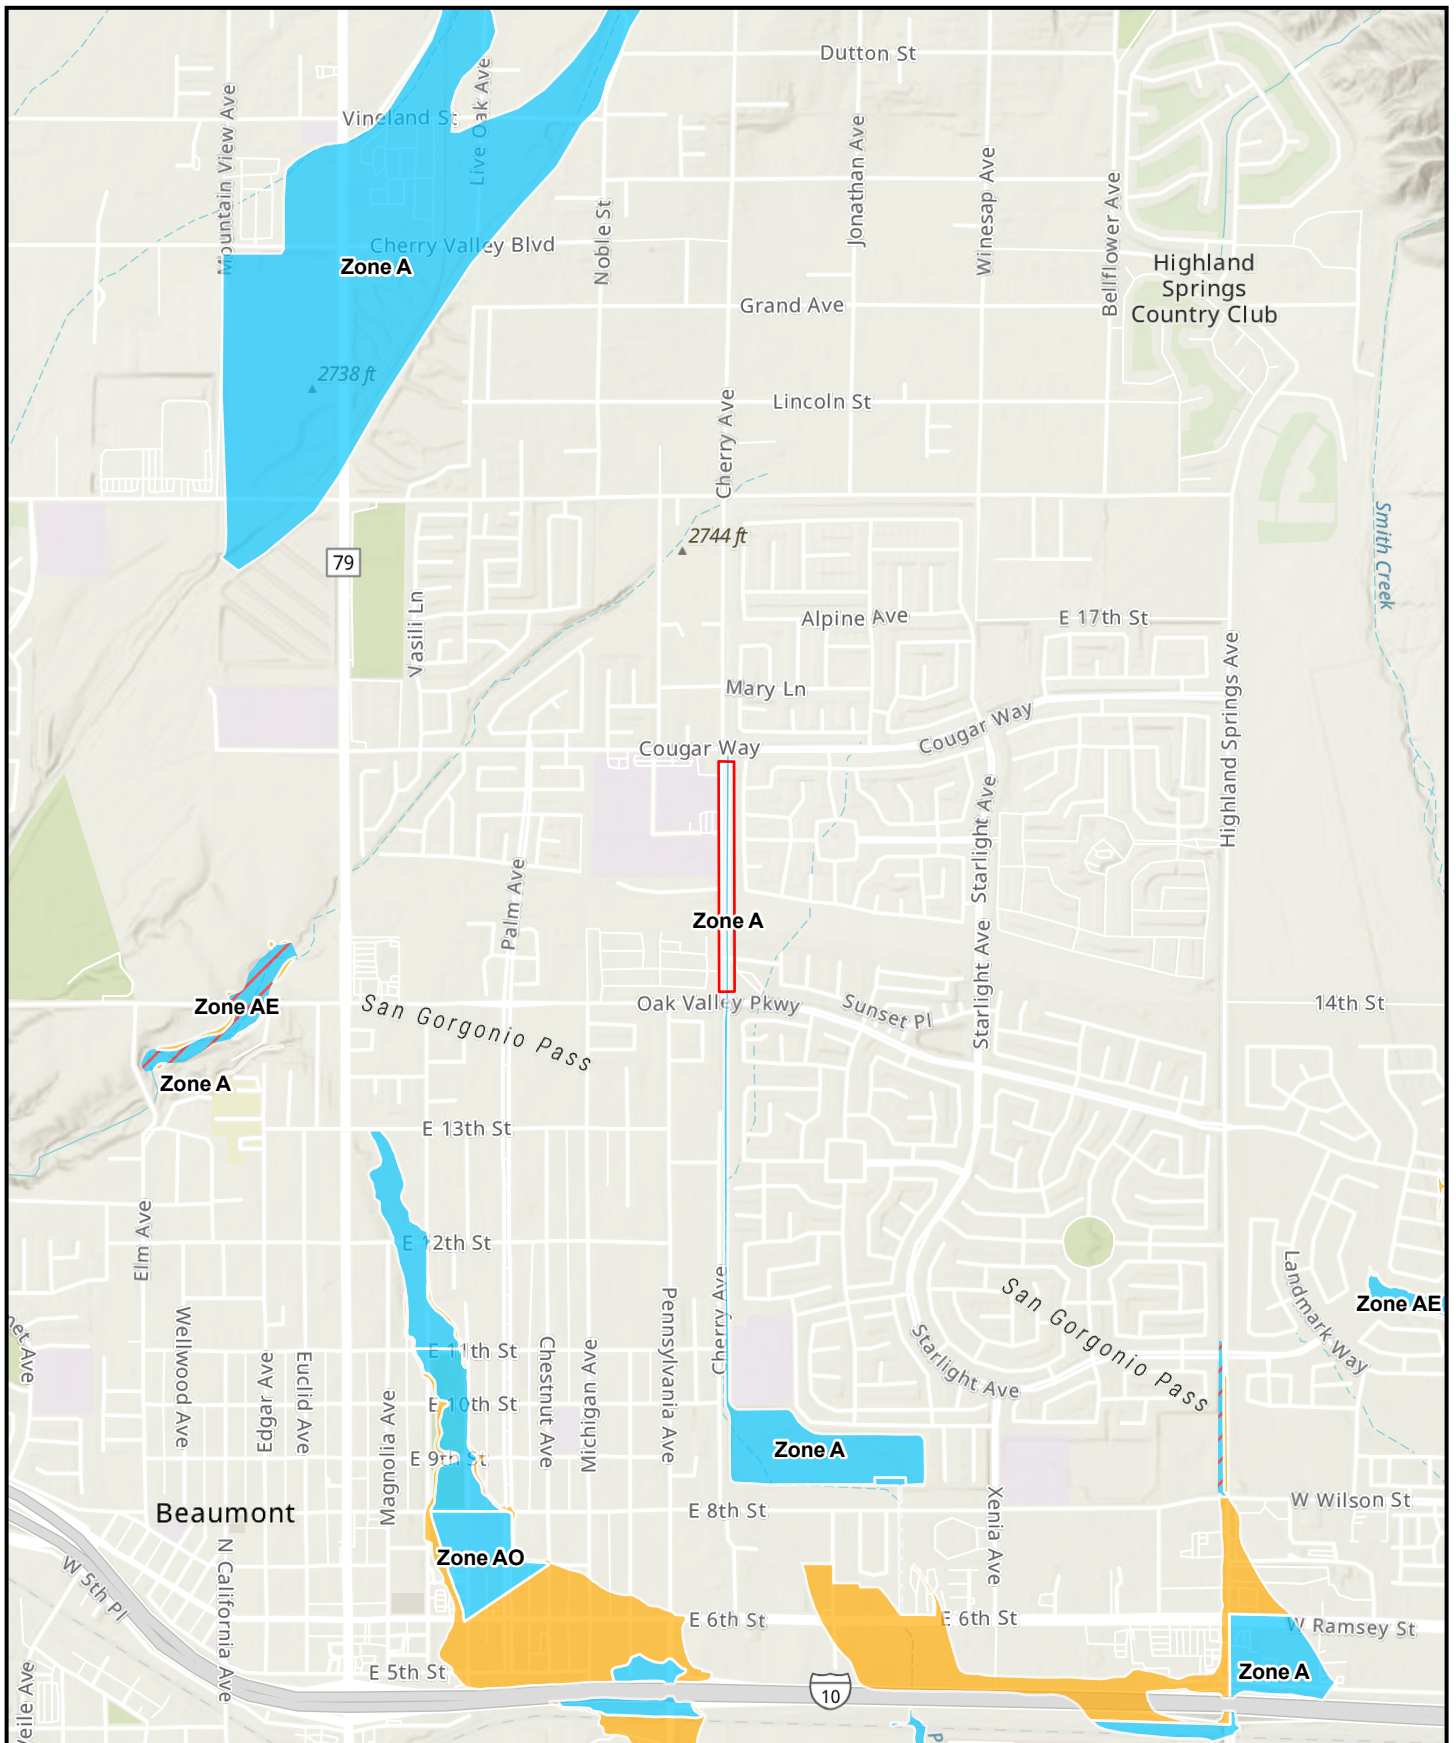 Dutton St
Mountain View Ave
Vineland St
Live Oak Ave
Jonathan Ave
Winesap Ave
Bellflower Ave
Noble St
Cherry Valley Blvd
Zone A
Highland
Springs
Country Club
Grand Ave
2738 ft
Lincoln St
Cherry Ave
2744 ft
Smith Creek
79
Vasili Ln
Alpine Ave
E 17th St
Highland Springs Ave
Mary Ln
Cougar Way
Cougar Way
Starlight Ave
Palm Ave
Zone A
Starlight Ave
Zone AE
San Gorgonio Pass
Oak Valley Pkwy
Sunset Pl
14th St
Zone A
E 13th St
Elm Ave
E 12th St
Cherry Ave
Landmark Way
San Gorgonio Pass
Zone AE
net Ave
Wellwood Ave
Edgar Ave
Euclid Ave
Magnolia Ave
E 11th St
Chestnut Ave
Michigan Ave
Pennsylvania Ave
Starlight Ave
E 10th St
E 9th St
Zone A
Beaumont
E 8th St
Xenia Ave
W Wilson St
N California Ave
W 5th Pl
Zone AO
E 6th St
E 6th St
W Ramsey St
E 5th St
Zone A
10
eile Ave
P